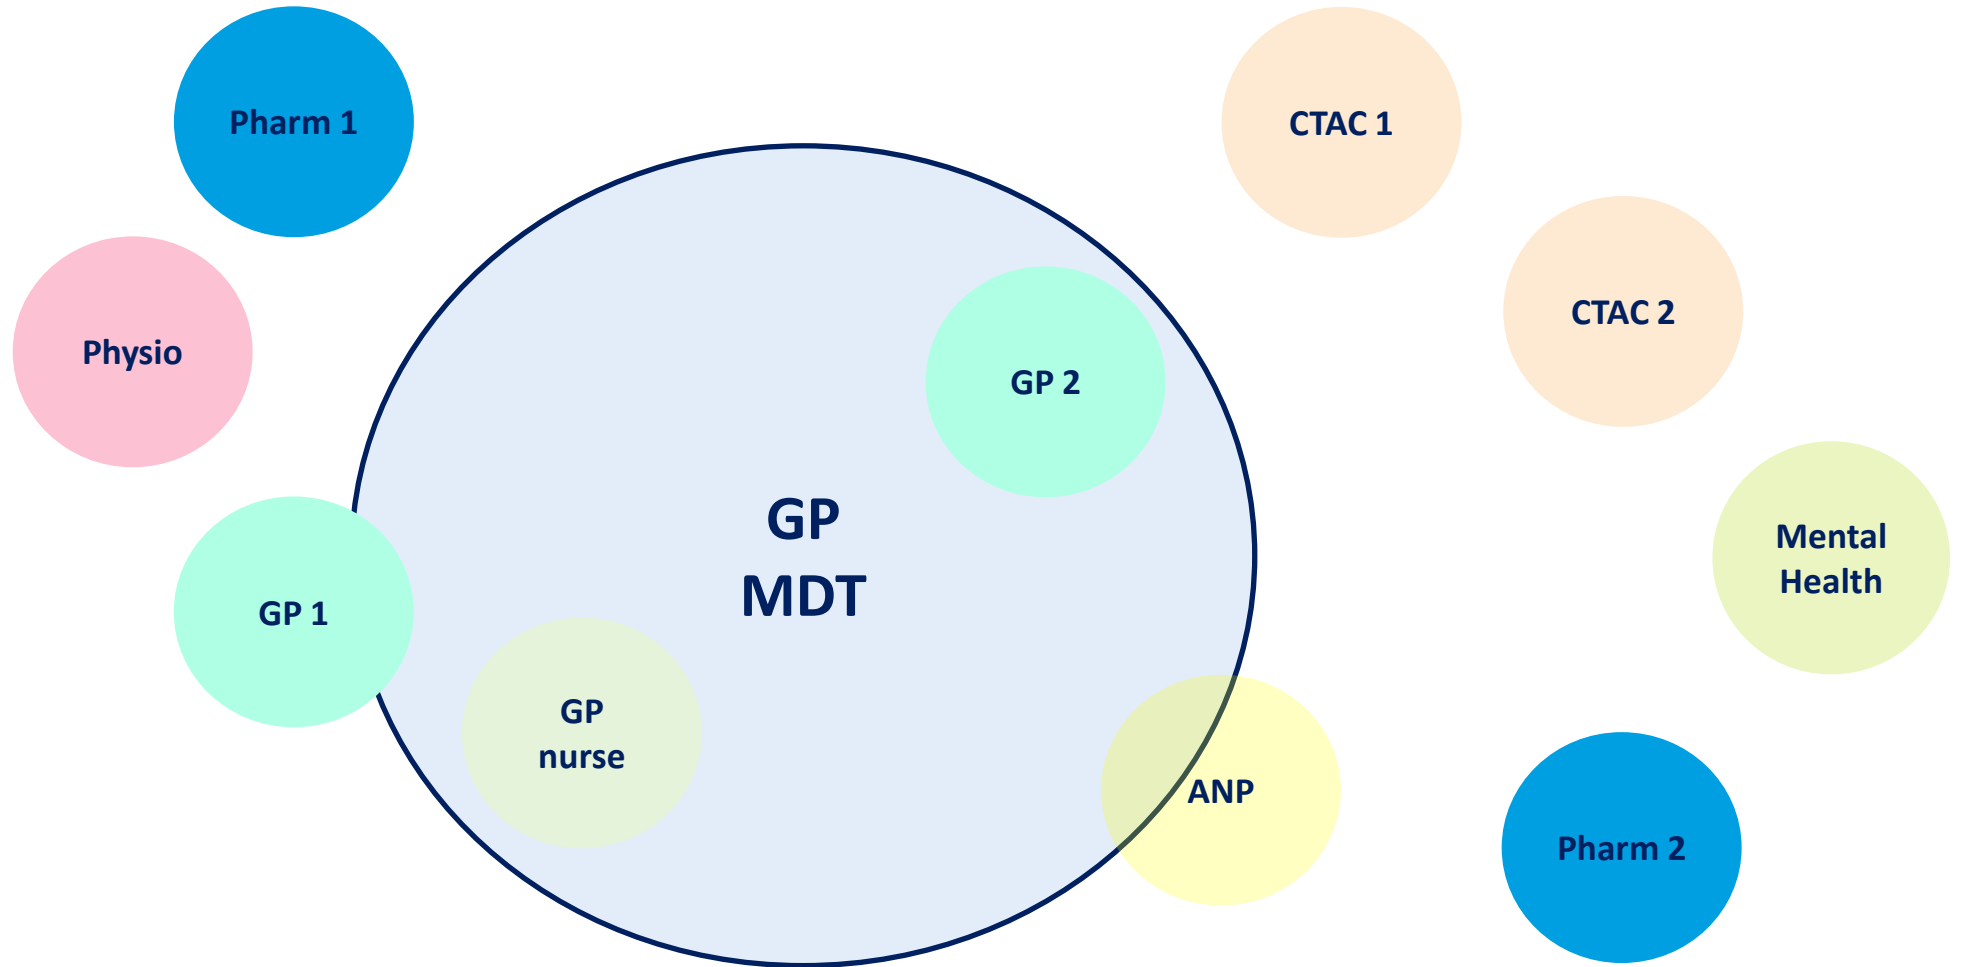 Pharm 1
CTAC 1
CTAC 2
Physio
GP 2
GP
MDT
Mental
Health
GP 1
GP
nurse
ANP
Pharm 2